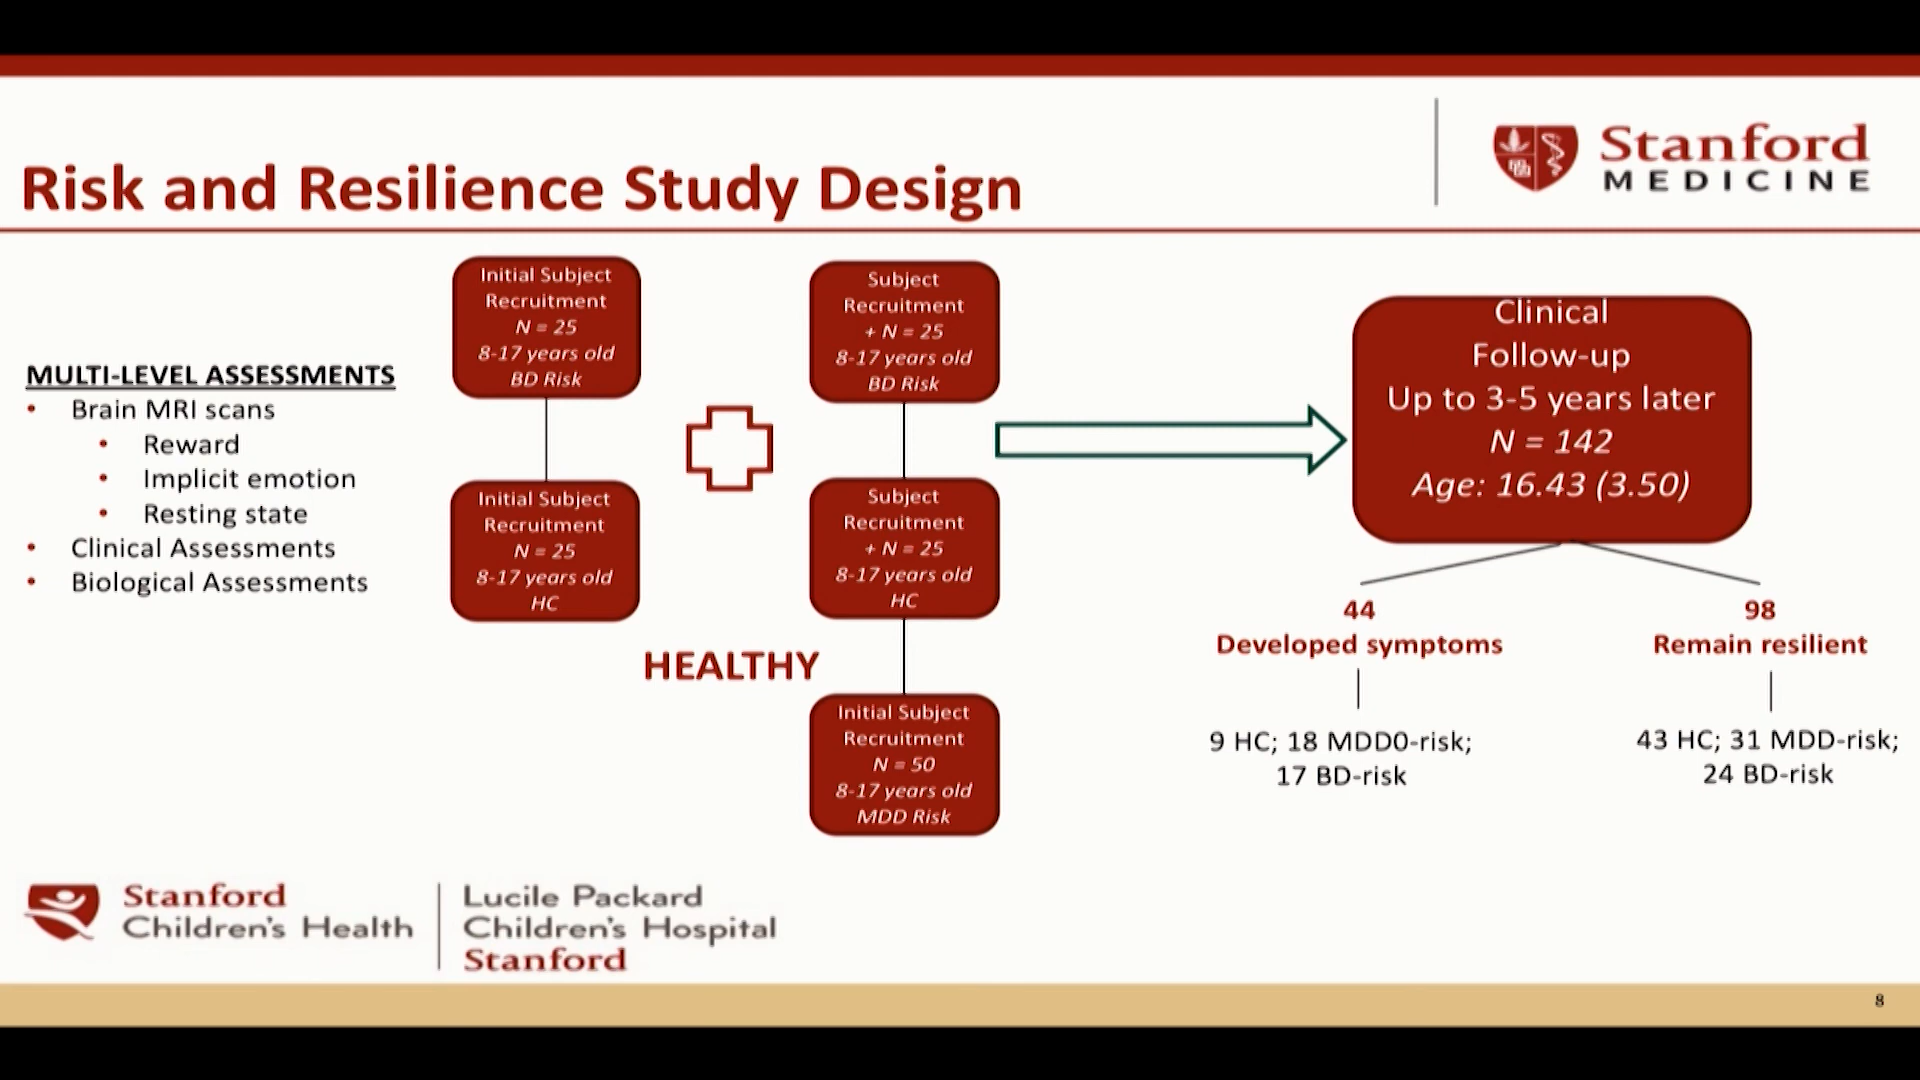 Stanford
MEDICINE
Risk and Resilience Study Design
MULTI-LEVEL ASSESSMENTS
• Brain MRI scans
• Reward
• Implicit emotion
• Resting state
• Clinical Assessments
• Biological Assessments
Initial Subject
Recruitment
N = 25
8-17 years old
BD Risk
Initial Subject
Recruitment
N = 25
8-17 years old
HC
HEALTHY
Subject
Recruitment
+ N = 25
8-17 years old
BD Risk
Subject
Recruitment
+ N = 25
8-17 years old
HC
Initial Subject
Recruitment
N = 50
8-17 years old
MDD Risk
Clinical
Follow-up
Up to 3-5 years later
N = 142
Age: 16.43 (3.50)
44
Developed symptoms
9 HC; 18 MDD0-risk;
17 BD-risk
98
Remain resilient
43 HC; 31 MDD-risk;
24 BD-risk
Stanford
Children's Health
Lucile Packard
Children's Hospital
Stanford
8